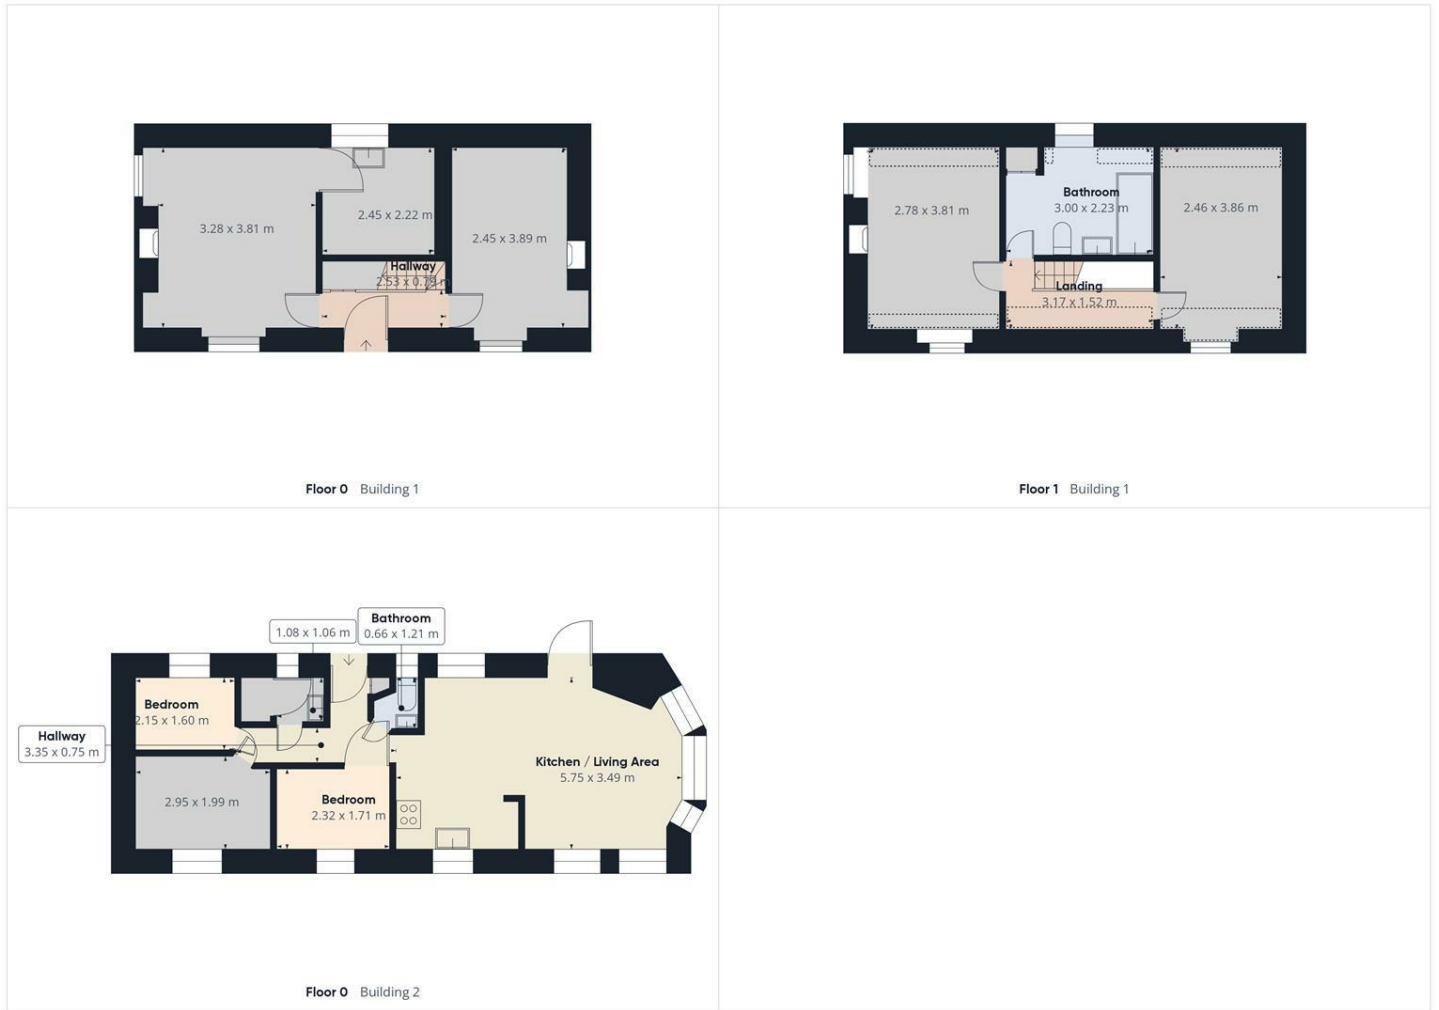 3.28 x 3.81 m
2.45 x 2.22 m
2.45 x 3.89 m
Hallway
2.53 x 0.79 m
Floor 0 Building 1
2.78 x 3.81 m
Bathroom
3.00 x 2.23 m
2.46 x 3.86 m
Landing
3.17 x 1.52 m
Floor 1 Building 1
1.08 x 1.06 m
Bathroom
0.66 x 1.21 m
Bedroom
2.15 x 1.60 m
Hallway
3.35 x 0.75 m
Kitchen / Living Area
5.75 x 3.49 m
2.95 x 1.99 m
Bedroom
2.32 x 1.71 m
Floor 0 Building 2